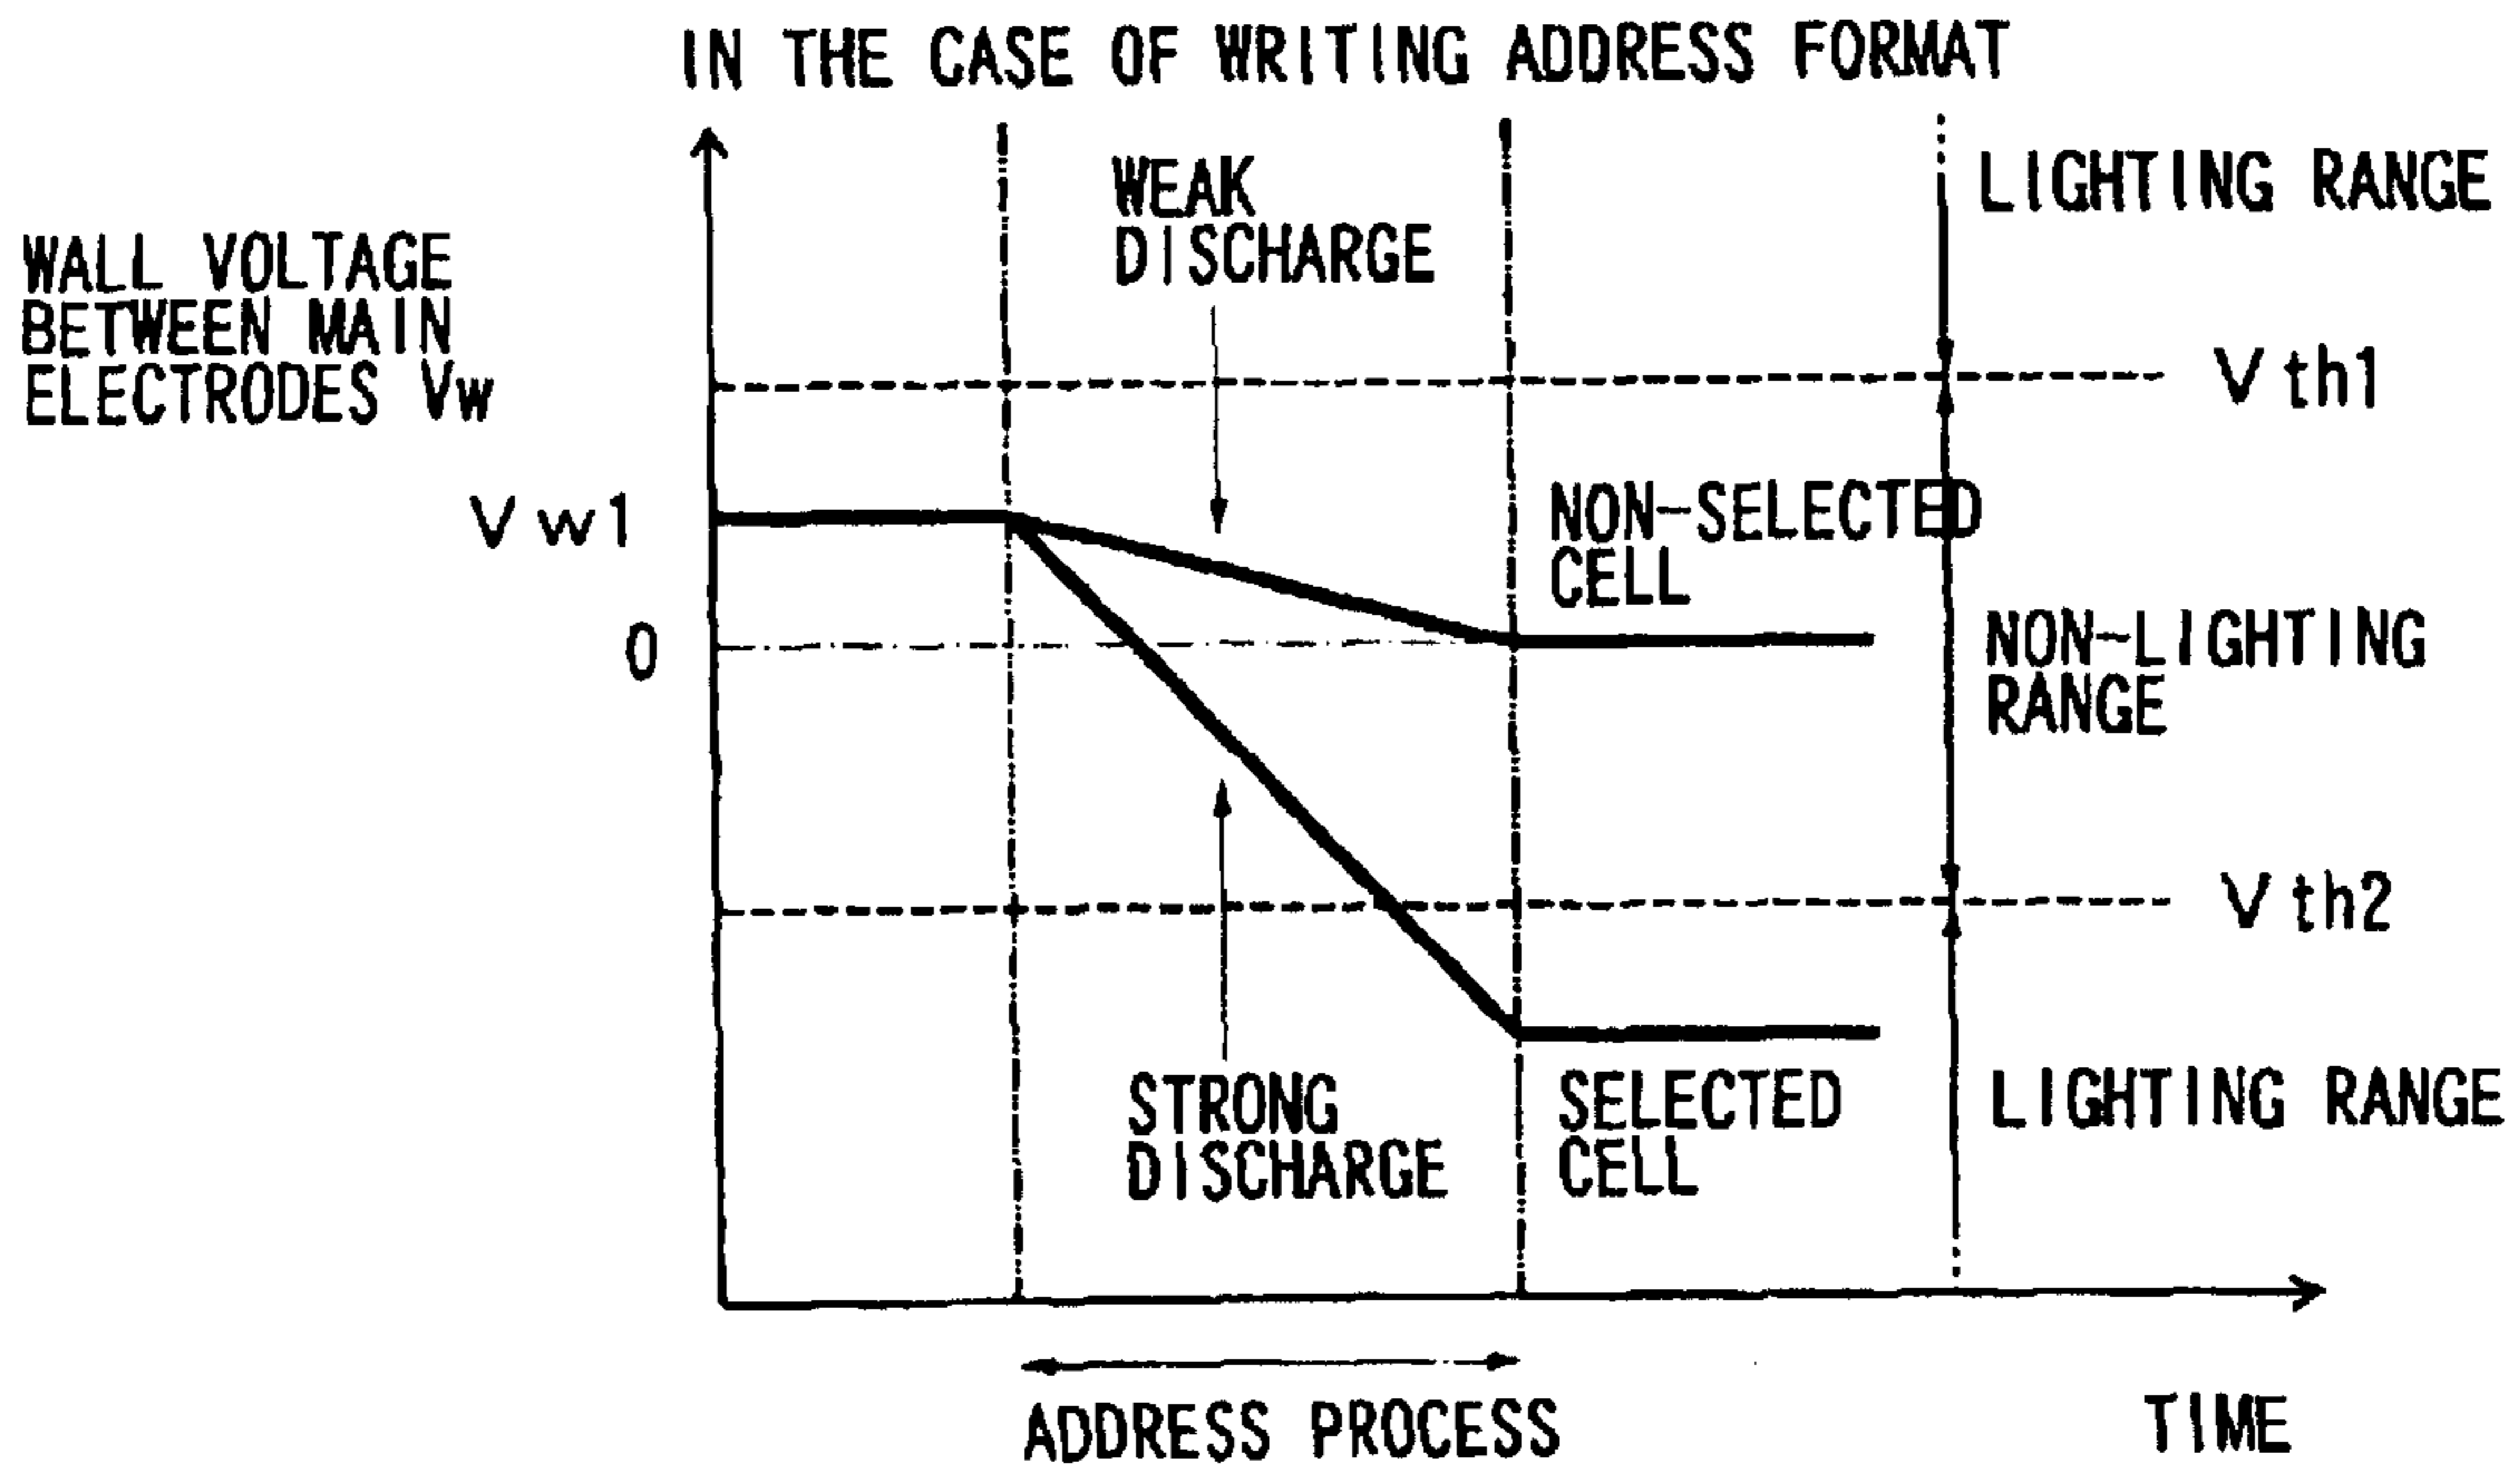 IN THE CASE OF WRITING ADDRESS FORMAT
WALL VOLTAGE
BETWEEN MAIN
ELECTRODES Vw
WEAK
DISCHARGE
LIGHTING RANGE
Vth1
Vw1
NON-SELECTED
CELL
0
NON-LIGHTING
RANGE
Vth2
STRONG
DISCHARGE
SELECTED
CELL
LIGHTING RANGE
ADDRESS PROCESS
TIME